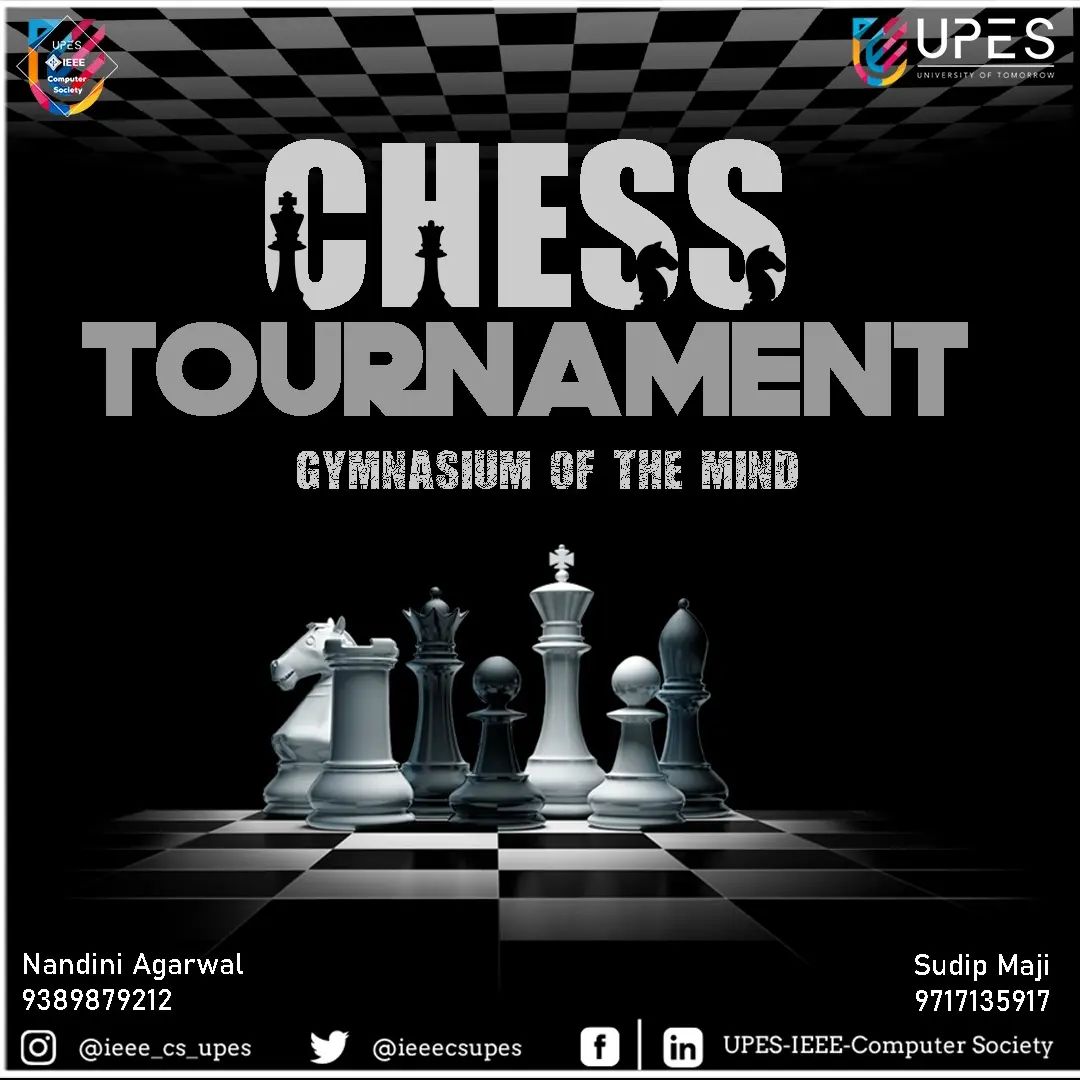 UPES
IEEE
Computer
Society
UPES
UNIVERSITY OF TOMORROW
CHESS
TOURNAMENT
GYMNASIUM OF THE MIND
Nandini Agarwal
9389879212
Sudip Maji
9717135917
@ieee_cs_upes
@ieeecsupes
UPES-IEEE-Computer Society